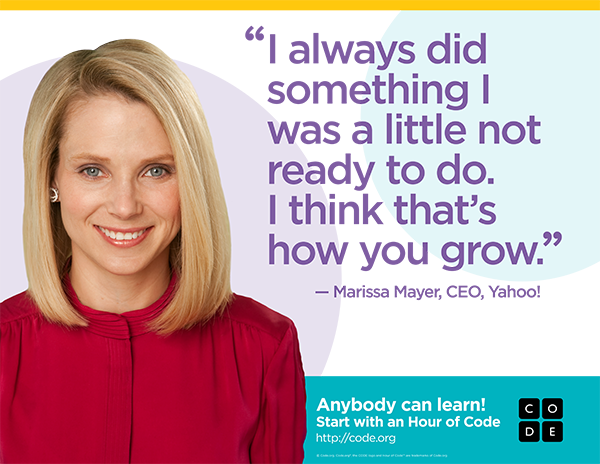 “I always did
something I
was a little not
ready to do.
I think that’s
how you grow.”
— Marissa Mayer, CEO, Yahoo!
Anybody can learn!
Start with an Hour of Code
http://code.org
C O
D E